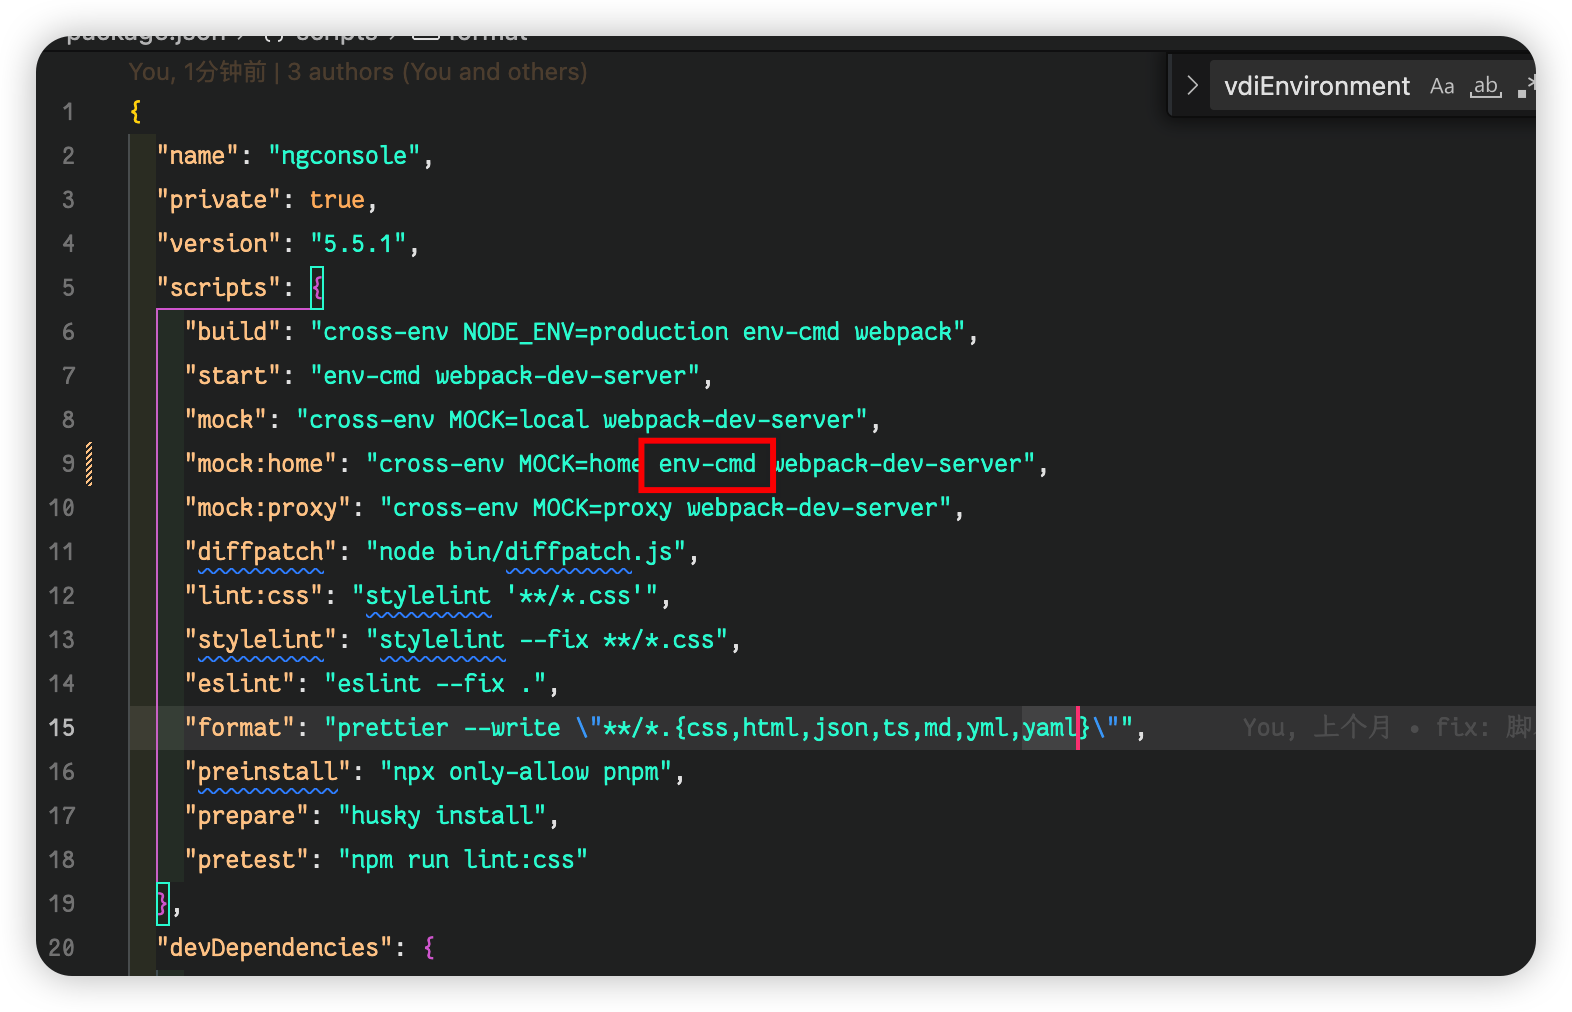 package.json > {} scripts > format
You, 1分钟前 | 3 authors (You and others)
vdiEnvironment Aa ab .*
1 {
2 "name": "ngconsole",
3 "private": true,
4 "version": "5.5.1",
5 "scripts": {
6 "build": "cross-env NODE_ENV=production env-cmd webpack",
7 "start": "env-cmd webpack-dev-server",
8 "mock": "cross-env MOCK=local webpack-dev-server",
9 "mock:home": "cross-env MOCK=home env-cmd webpack-dev-server",
10 "mock:proxy": "cross-env MOCK=proxy webpack-dev-server",
11 "diffpatch": "node bin/diffpatch.js",
12 "lint:css": "stylelint '**/*.css'",
13 "stylelint": "stylelint --fix **/*.css",
14 "eslint": "eslint --fix .",
15 "format": "prettier --write \"**/*.{css,html,json,ts,md,yml,yaml}\"", You, 上个月 • fix: 脚
16 "preinstall": "npx only-allow pnpm",
17 "prepare": "husky install",
18 "pretest": "npm run lint:css"
19 },
20 "devDependencies": {